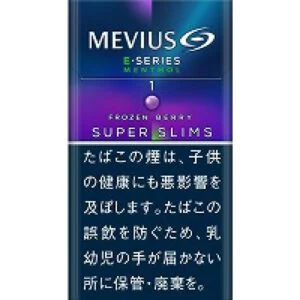 MEVIUS
E・SERIES
MENTHOL
1
FROZEN BERRY
SUPER SLIMS
たばこの煙は、子供
の健康にも悪影響を
及ぼします。たばこの
誤飲を防ぐため、乳
幼児の手が届かない
所に保管・廃棄を。